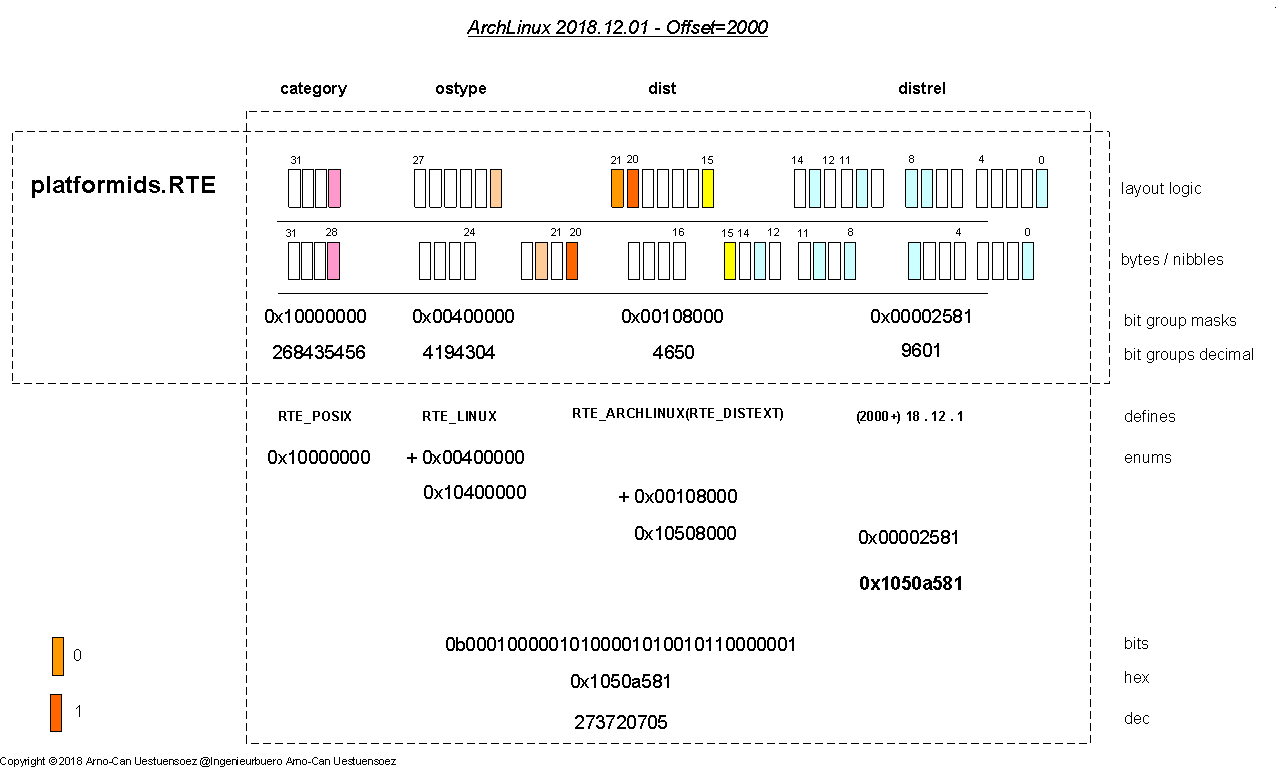 ArchLinux 2018.12.01 - Offset=2000
category ostype dist distrel
31 27 21 20 15 14 12 11 8 4 0
platformids.RTE
layout logic
31 28 24 21 20 16 15 14 12 11 8 4 0
bytes / nibbles
0x10000000 0x00400000 0x00108000 0x00002581 bit group masks
268435456 4194304 4650 9601 bit groups decimal
RTE_POSIX RTE_LINUX RTE_ARCHLINUX(RTE_DISTEXT) (2000+) 18 . 12 . 1 defines
0x10000000 + 0x00400000 enums
0x10400000 + 0x00108000
0x10508000 0x00002581
0x1050a581
0b00010000010100001010010110000001 bits
0 0x1050a581 hex
1 273720705 dec
Copyright ©2018 Arno-Can Uestuensoez @Ingenieurbuero Arno-Can Uestuensoez